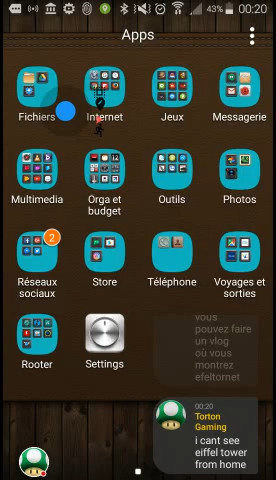 43% 00:20
Apps
Fichiers Internet Jeux Messagerie
Multimedia Orga et budget Outils Photos
2
Réseaux sociaux Store Téléphone Voyages et sorties
Rooter Settings
vous
pouvez faire
un vlog
où vous
montrez
efeltornet
00:20
Torton
Gaming
i cant see
eiffel tower
from home